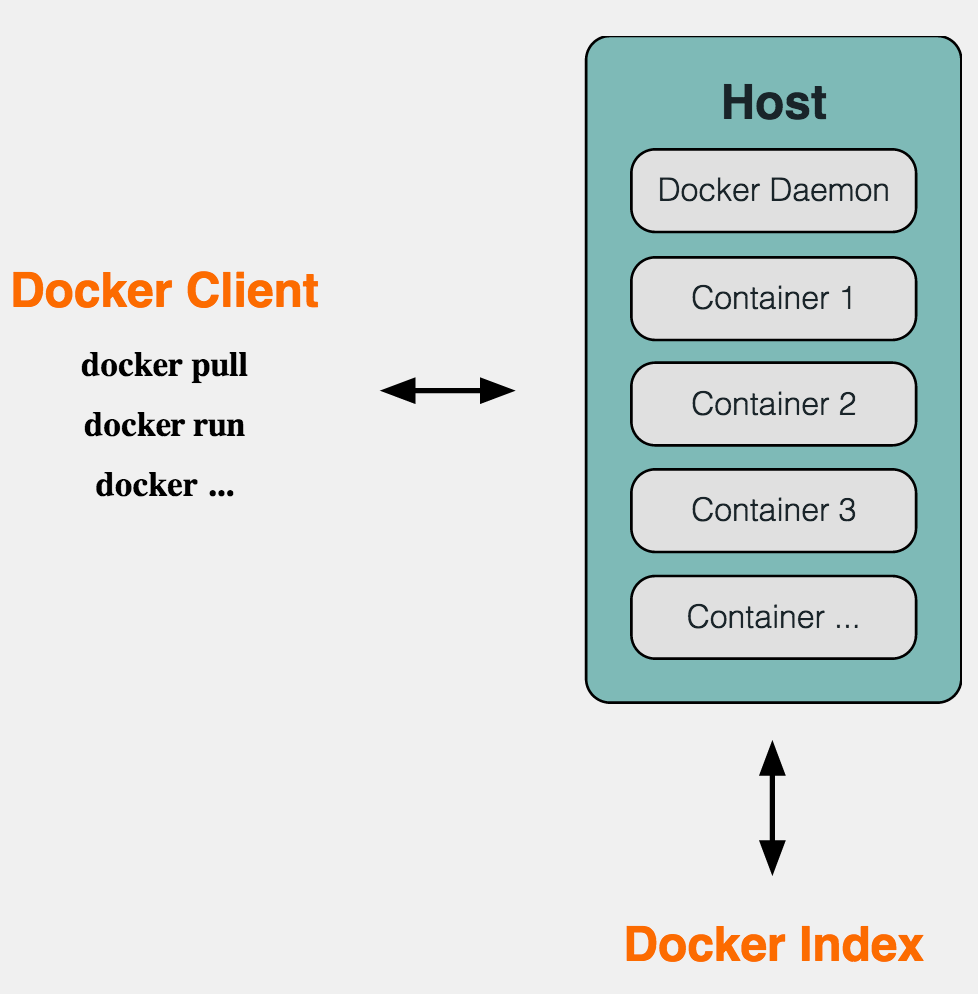 Host
Docker Daemon
Container 1
Container 2
Container 3
Container ...
Docker Client
docker pull
docker run
docker ...
Docker Index